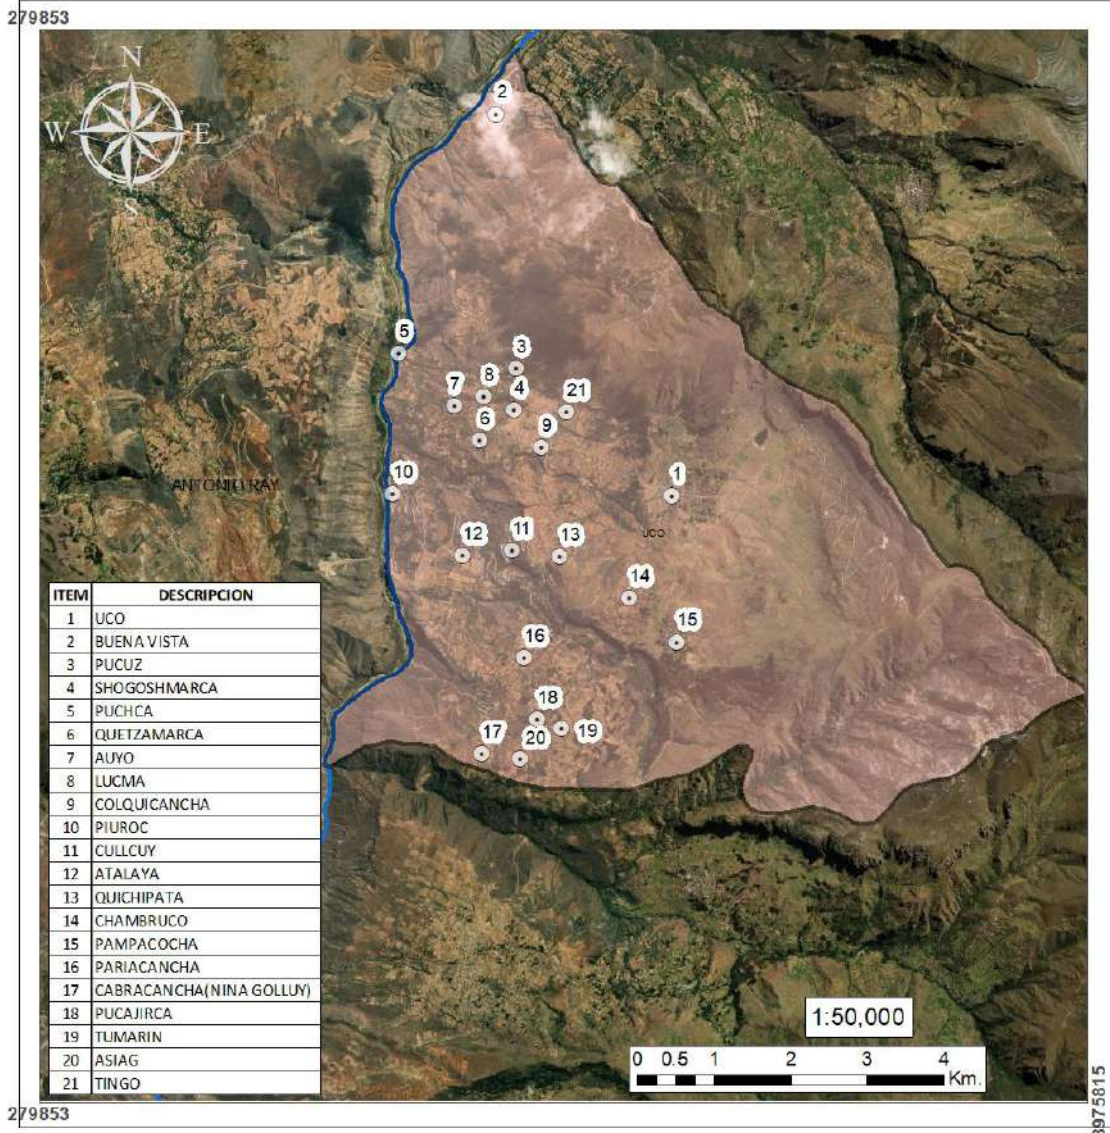 279853
N
W E
S
2
5
3
8
7
4
21
6
9
10
1
ANTONIO RAY
UCO
12
11
13
14
15
16
18
17
20
19
ITEM DESCRIPCION
1 UCO
2 BUENA VISTA
3 PUCUZ
4 SHOGOSHMARCA
5 PUCHCA
6 QUETZAMARCA
7 AUYO
8 LUCMA
9 COLQUICANCHA
10 PIUROC
11 CULLCUY
12 ATALAYA
13 QUICHIPATA
14 CHAMBRUCO
15 PAMPACOCHA
16 PARIACANCHA
17 CABRACANCHA(NINA GOLLUY)
18 PUCAJIRCA
19 TUMARIN
20 ASIAG
21 TINGO
1:50,000
0 0.5 1 2 3 4
Km.
279853